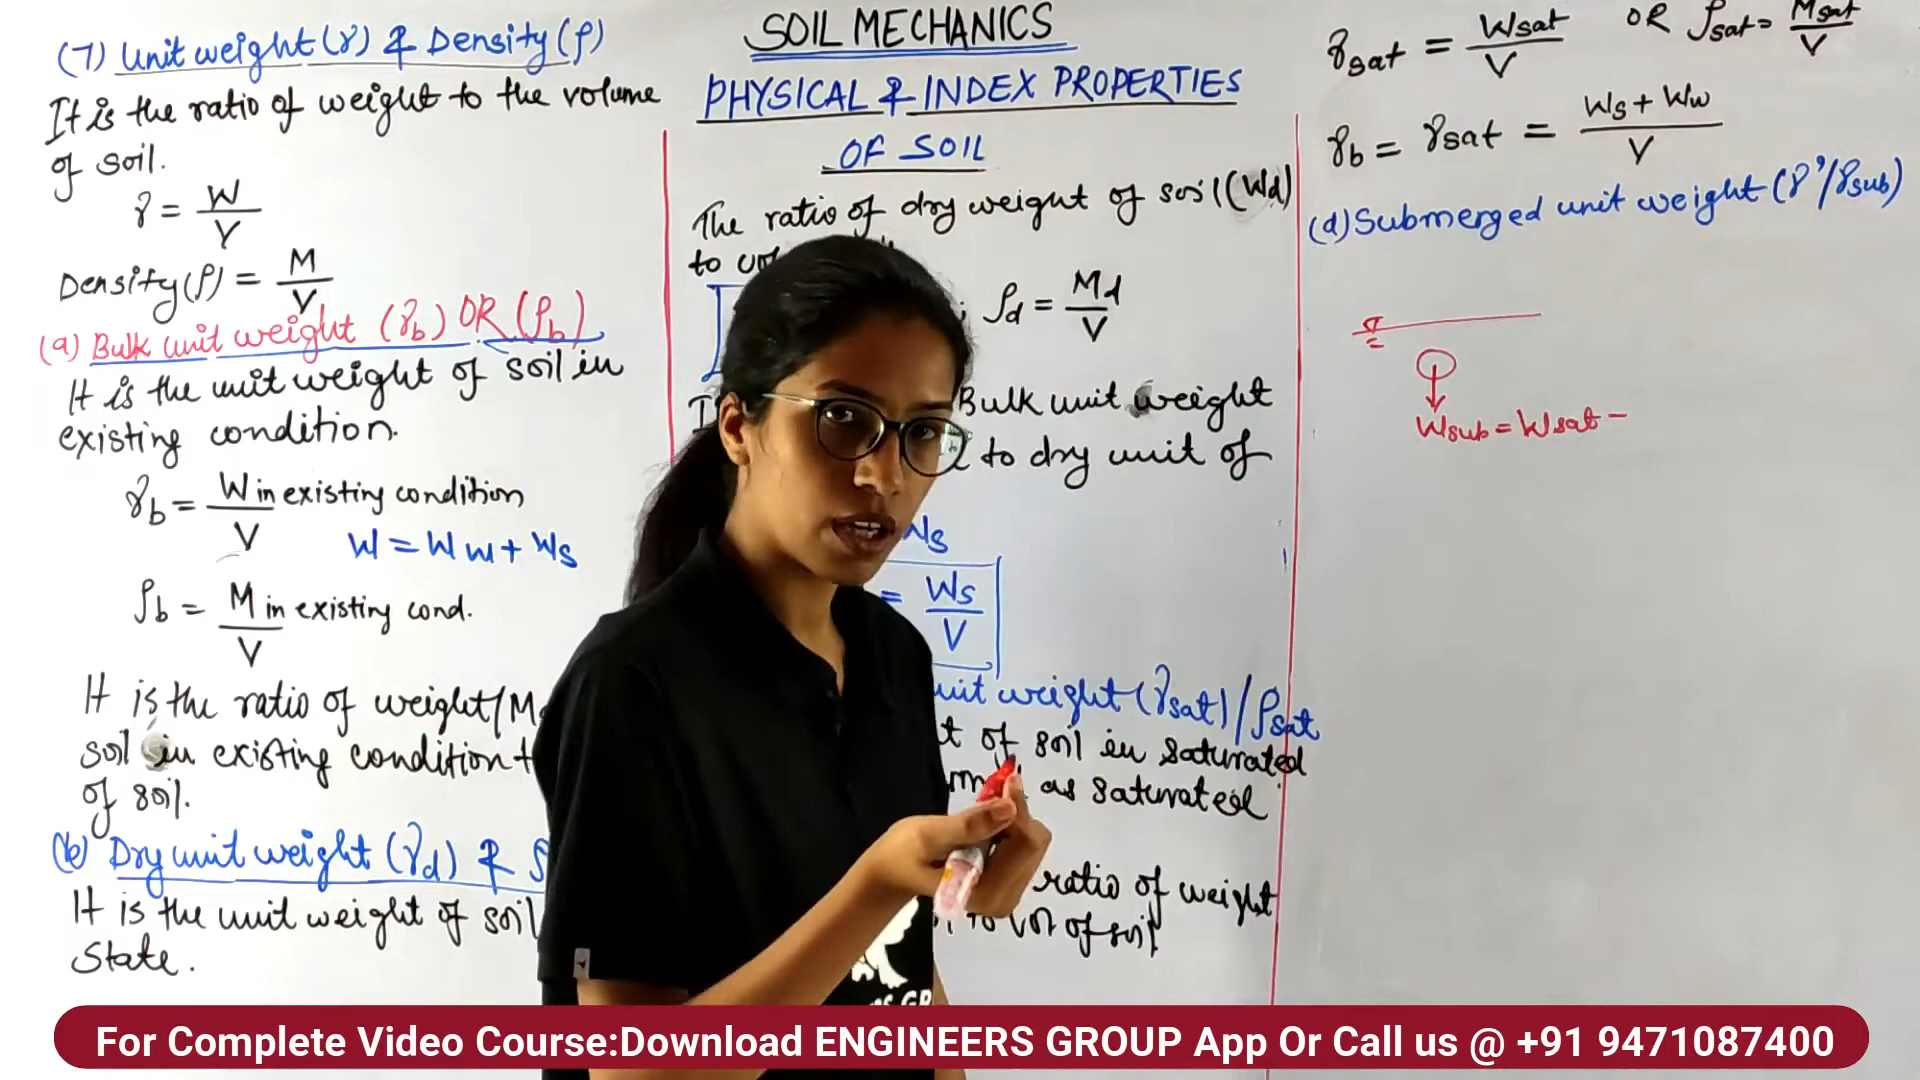 SOIL MECHANICS
PHYSICAL & INDEX PROPERTIES
OF SOIL
(7) Unit weight (γ) & Density (ρ)
It is the ratio of weight to the volume
of soil.
γ = W/V
Density (ρ) = M/V
(a) Bulk unit weight (γb) OR (ρb)
It is the unit weight of soil in
existing condition.
γb = W in existing condition / V
W = Ww + Ws
ρb = M in existing cond. / V
It is the ratio of weight/Ma
soil in existing condition t
of soil.
(b) Dry unit weight (γd) & ρ
It is the unit weight of soil
state.
The ratio of dry weight of soil (Wd)
to vol
; ρd = Md/V
I Bulk unit weight
to dry unit of
Ws
= Ws/V
unit weight (γsat) / ρsat
t of soil in saturated
as saturated
ratio of weight
to vol of soil
γsat = Wsat/V OR ρsat = Msat/V
γb = γsat = Ws + Ww / V
(d) Submerged unit weight (γ'/γsub)
Wsub = Wsat −
For Complete Video Course:Download ENGINEERS GROUP App Or Call us @ +91 9471087400